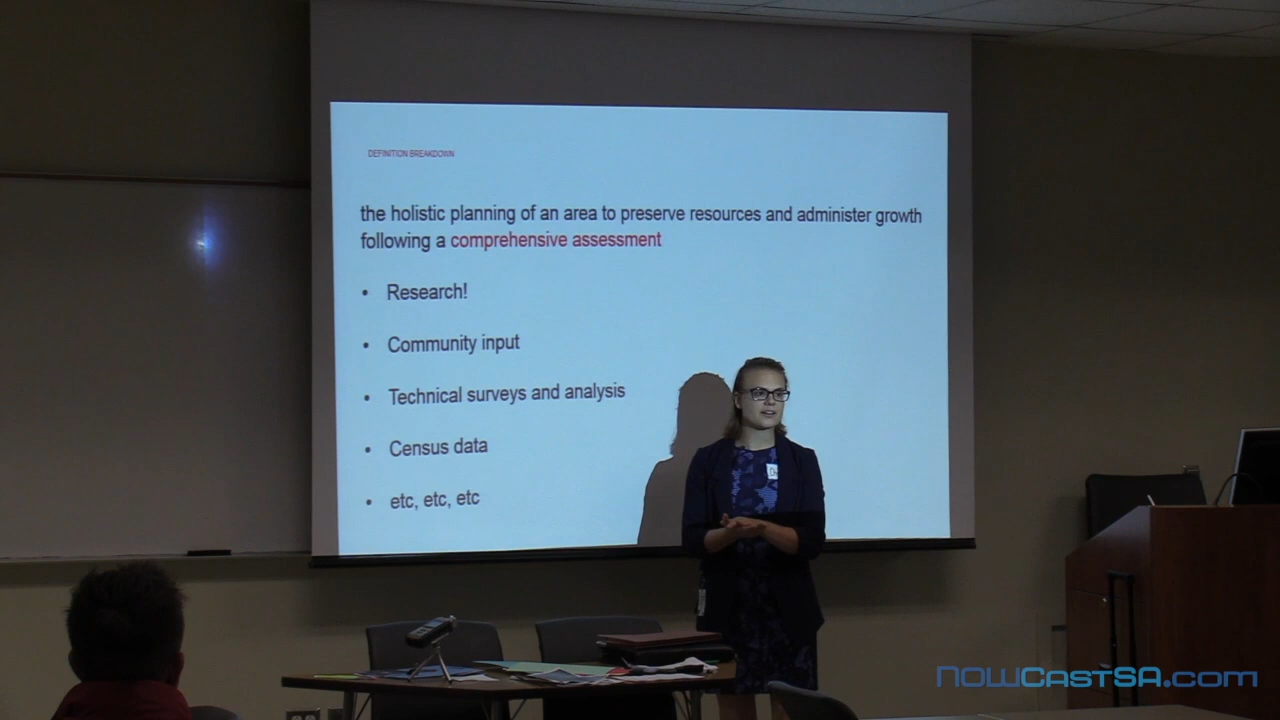 DEFINITION BREAKDOWN
the holistic planning of an area to preserve resources and administer growth
following a comprehensive assessment
• Research!
• Community input
• Technical surveys and analysis
• Census data
• etc, etc, etc
NOWCastSA.com